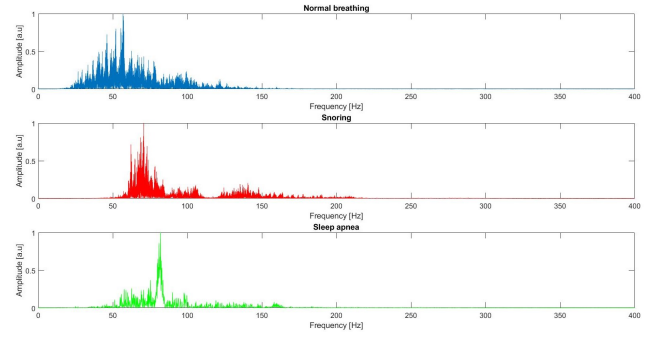 Normal breathing
Amplitude [a.u]
1
0.5
0
0 50 100 150 200 250 300 350 400
Frequency [Hz]
Snoring
Amplitude [a.u]
1
0.5
0
0 50 100 150 200 250 300 350 400
Frequency [Hz]
Sleep apnea
Amplitude [a.u]
1
0.5
0
0 50 100 150 200 250 300 350 400
Frequency [Hz]